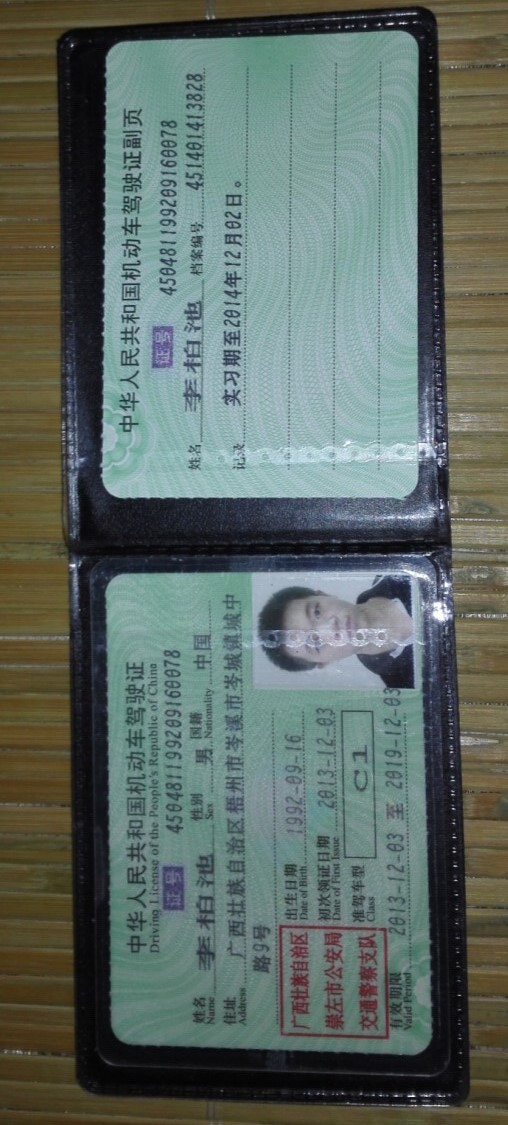 中华人民共和国机动车驾驶证
Driving License of the People's Republic of China
证号 450481199209160078
姓名 李柏池 性别 男 国籍 中国
Name Sex Nationality
住址 广西壮族自治区梧州市岑溪市岑城镇城中
Address
路9号
出生日期 1992-09-16
Date of Birth
初次领证日期 2013-12-03
Date of First Issue
准驾车型 C1
Class
广西壮族自治区
崇左市公安局
交通警察支队
有效期限 2013-12-03 至 2019-12-03
Valid Period
中华人民共和国机动车驾驶证副页
证号 450481199209160078
姓名 李柏池 档案编号 451401413828
记录 实习期至2014年12月02日。